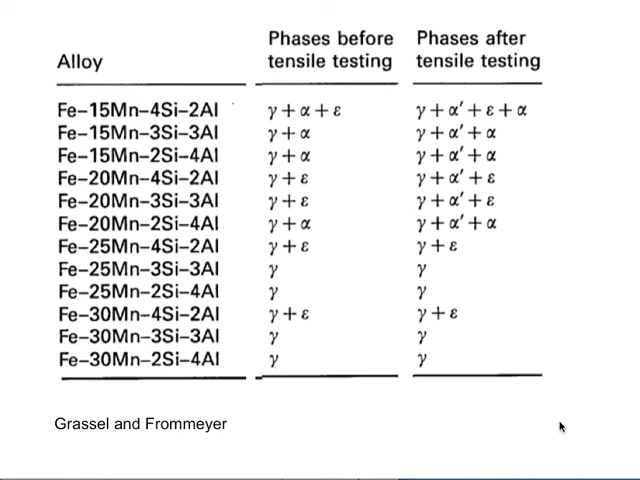 Alloy Phases before tensile testing Phases after tensile testing
Fe–15Mn–4Si–2Al γ + α + ε γ + α′ + ε + α
Fe–15Mn–3Si–3Al γ + α γ + α′ + α
Fe–15Mn–2Si–4Al γ + α γ + α′ + α
Fe–20Mn–4Si–2Al γ + ε γ + α′ + ε
Fe–20Mn–3Si–3Al γ + ε γ + α′ + ε
Fe–20Mn–2Si–4Al γ + α γ + α′ + α
Fe–25Mn–4Si–2Al γ + ε γ + ε
Fe–25Mn–3Si–3Al γ γ
Fe–25Mn–2Si–4Al γ γ
Fe–30Mn–4Si–2Al γ + ε γ + ε
Fe–30Mn–3Si–3Al γ γ
Fe–30Mn–2Si–4Al γ γ
Grassel and Frommeyer